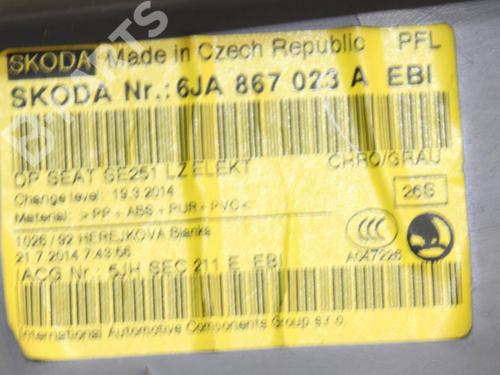 SKODA Made in Czech Republic PFL
SKODA Nr.: 6JA 867 023 A EBI
DP SEAT SE251 LZ ELEKT CHRO/GRAU
Change level: 19.3.2014
Material: >PP+ABS+PUR+PVC<
26S
1026 / 92 HEREJKOVA Blanka
21.7.2014 7:43:56
CCC
A047226
IACG Nr.: 5JH SEC 211 E EBI
International Automotive Components Group s.r.o.
PARTS